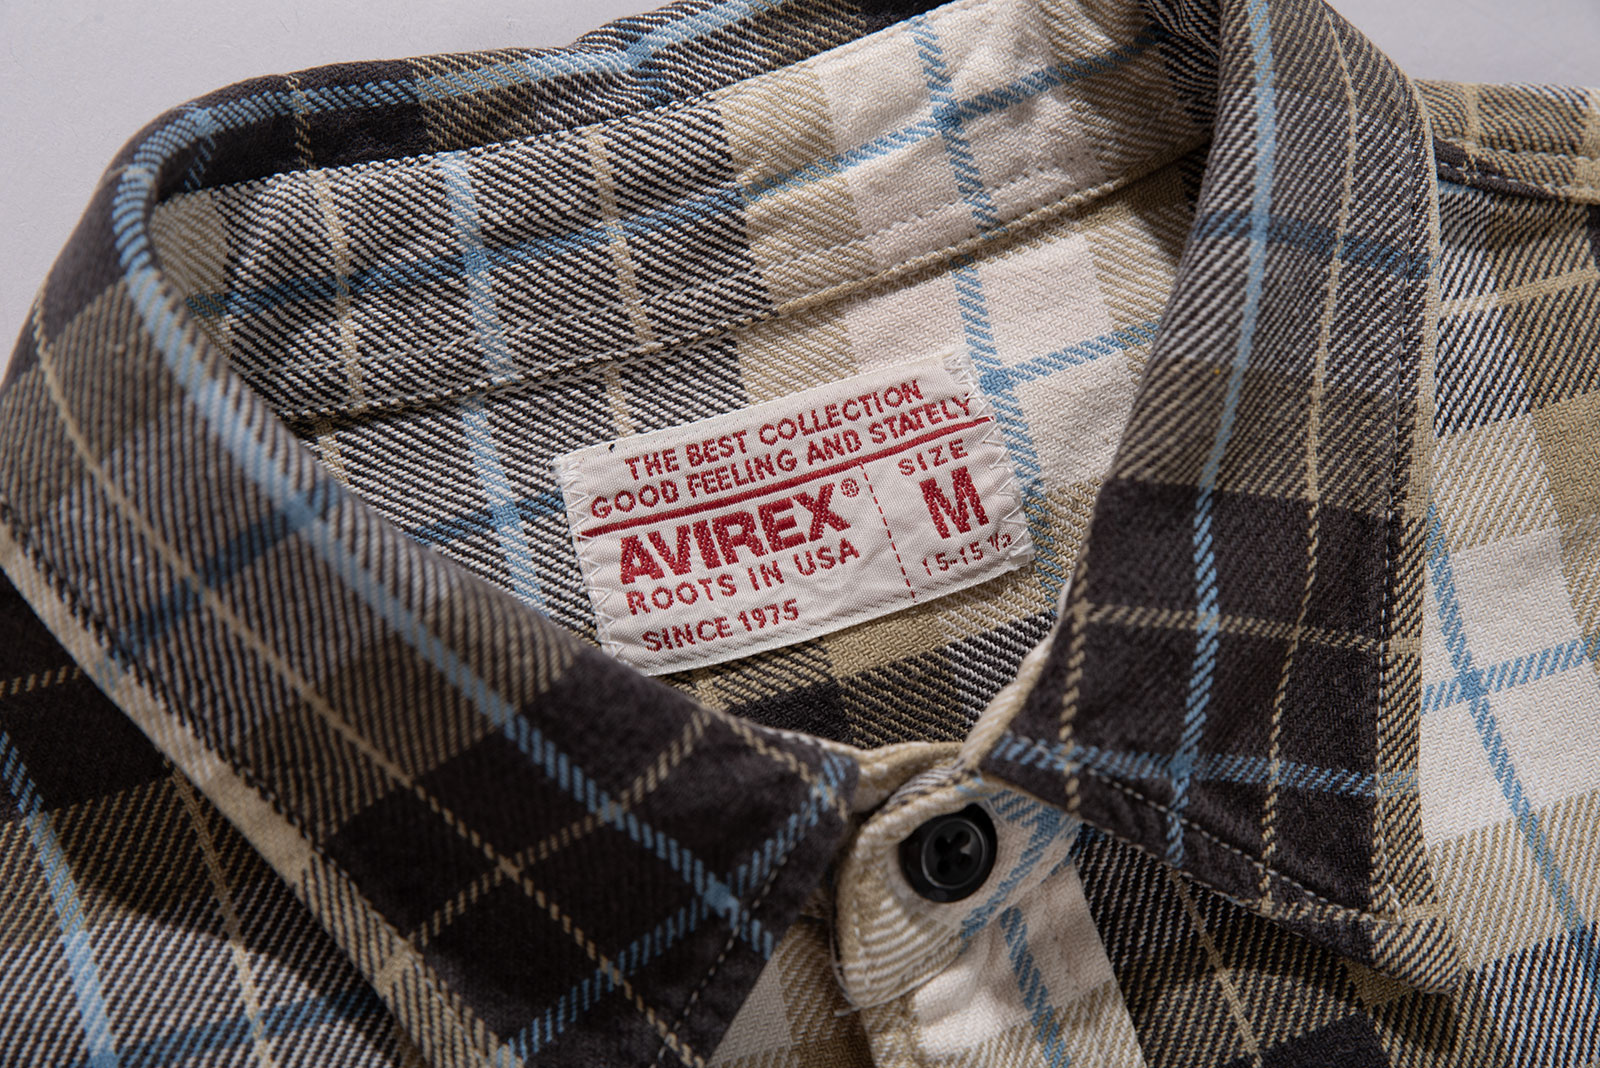 THE BEST COLLECTION
GOOD FEELING AND STATELY
AVIREX®
ROOTS IN USA
SINCE 1975
SIZE
M
15-15 1/2